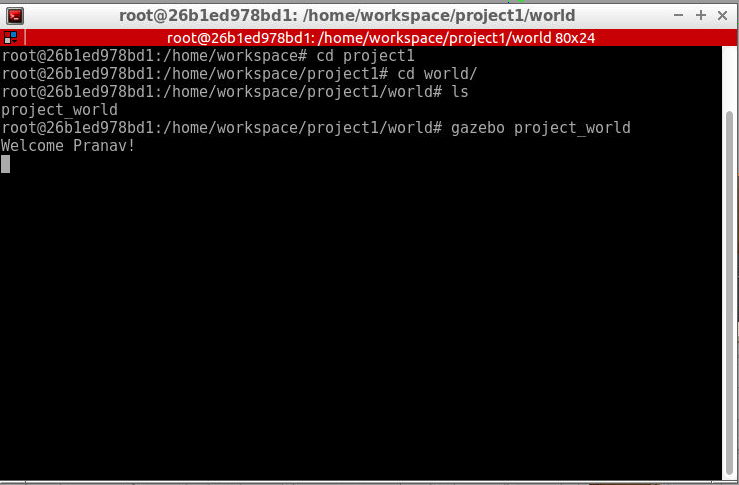 root@26b1ed978bd1: /home/workspace/project1/world
root@26b1ed978bd1: /home/workspace/project1/world 80x24
root@26b1ed978bd1:/home/workspace# cd project1
root@26b1ed978bd1:/home/workspace/project1# cd world/
root@26b1ed978bd1:/home/workspace/project1/world# ls
project_world
root@26b1ed978bd1:/home/workspace/project1/world# gazebo project_world
Welcome Pranav!